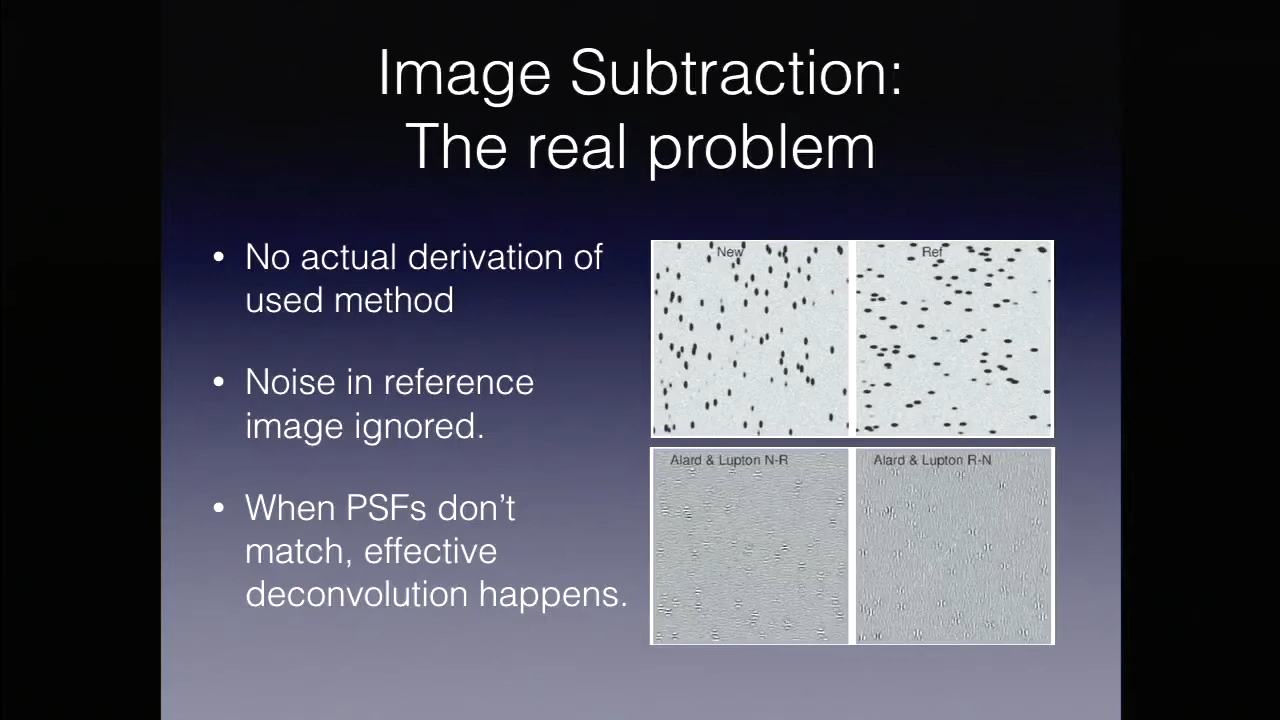 Image Subtraction:
The real problem
• No actual derivation of
used method
• Noise in reference
image ignored.
• When PSFs don't
match, effective
deconvolution happens.
New
Ref
Alard & Lupton N-R
Alard & Lupton R-N